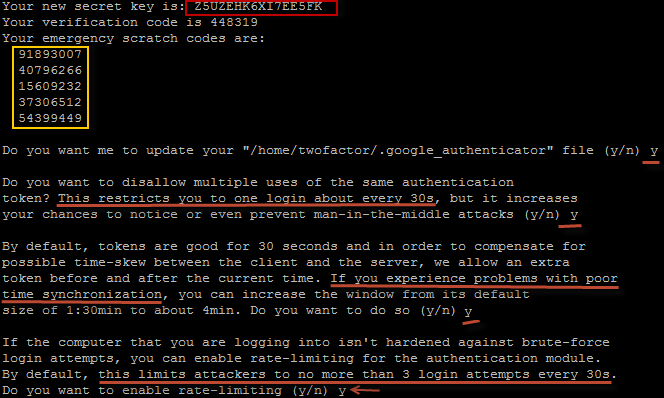 Your new secret key is: Z5UZEHK6XI7EE5FK
Your verification code is 448319
Your emergency scratch codes are:
91893007
40796266
15609232
37306512
54399449
Do you want me to update your "/home/twofactor/.google_authenticator" file (y/n) y
Do you want to disallow multiple uses of the same authentication
token? This restricts you to one login about every 30s, but it increases
your chances to notice or even prevent man-in-the-middle attacks (y/n) y
By default, tokens are good for 30 seconds and in order to compensate for
possible time-skew between the client and the server, we allow an extra
token before and after the current time. If you experience problems with poor
time synchronization, you can increase the window from its default
size of 1:30min to about 4min. Do you want to do so (y/n) y
If the computer that you are logging into isn't hardened against brute-force
login attempts, you can enable rate-limiting for the authentication module.
By default, this limits attackers to no more than 3 login attempts every 30s.
Do you want to enable rate-limiting (y/n) y